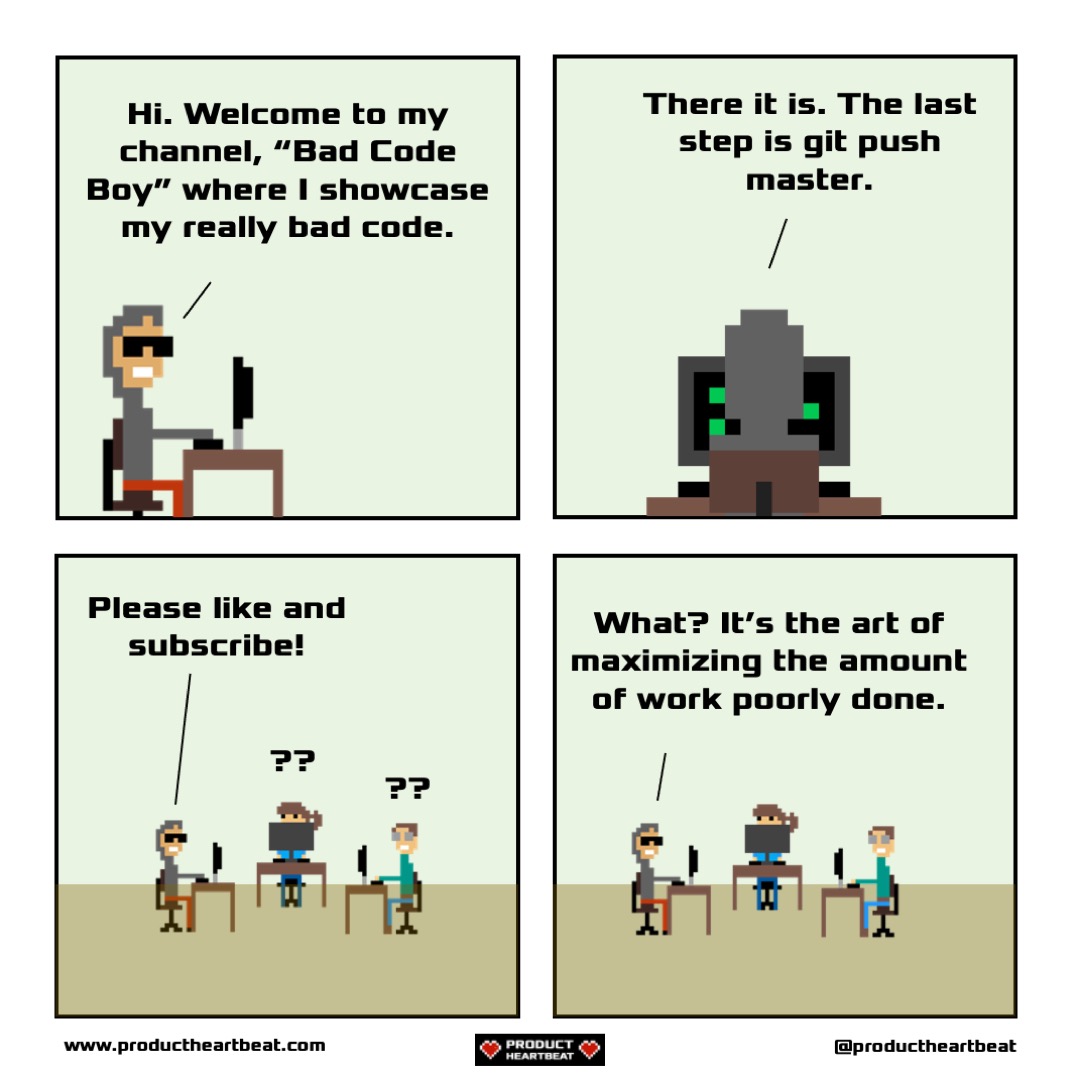 Hi. Welcome to my
channel, “Bad Code
Boy” where I showcase
my really bad code.
There it is. The last
step is git push
master.
Please like and
subscribe!
??
??
What? It’s the art of
maximizing the amount
of work poorly done.
www.productheartbeat.com
PRODUCT
HEARTBEAT
@productheartbeat